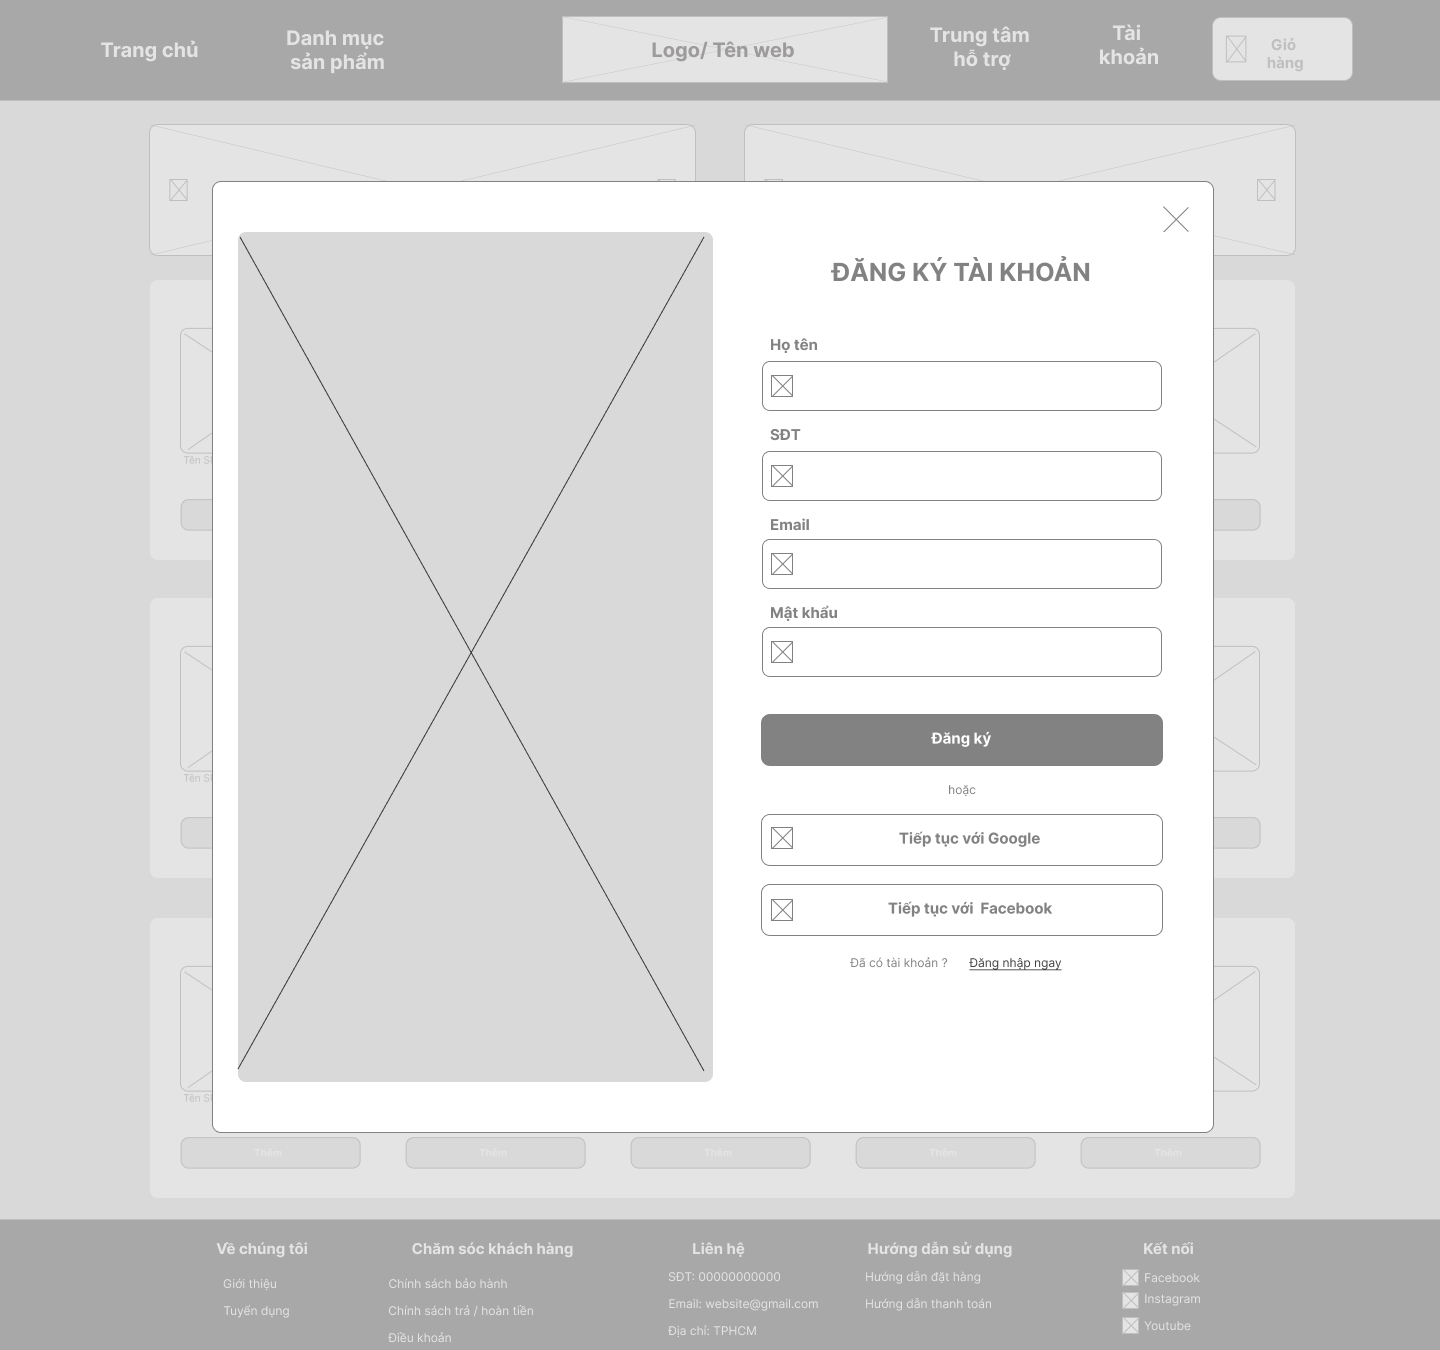 Trang chủ
Danh mục
sản phẩm
Logo/ Tên web
Trung tâm
hỗ trợ
Tài
khoản
Giỏ
hàng
ĐĂNG KÝ TÀI KHOẢN
Họ tên
SĐT
Email
Mật khẩu
Đăng ký
hoặc
Tiếp tục với Google
Tiếp tục với Facebook
Đã có tài khoản ? Đăng nhập ngay
Tên
Tên
Tên
Thêm Thêm Thêm Thêm Thêm
Về chúng tôi
Giới thiệu
Tuyển dụng
Chăm sóc khách hàng
Chính sách bảo hành
Chính sách trả / hoàn tiền
Điều khoản
Liên hệ
SĐT: 00000000000
Email: website@gmail.com
Địa chỉ: TPHCM
Hướng dẫn sử dụng
Hướng dẫn đặt hàng
Hướng dẫn thanh toán
Kết nối
Facebook
Instagram
Youtube